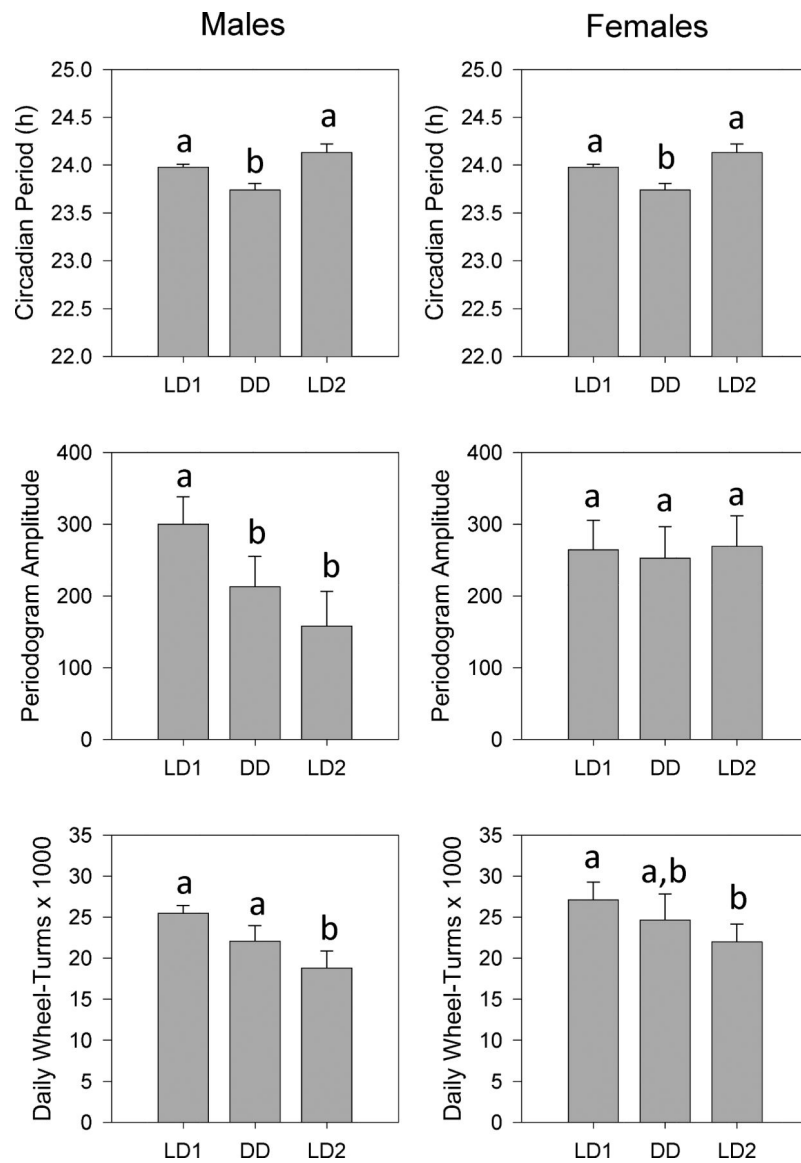 Males
Females
Circadian Period (h)
25.0
24.5
24.0
23.5
23.0
22.5
22.0
a
b
a
LD1 DD LD2
Circadian Period (h)
25.0
24.5
24.0
23.5
23.0
22.5
22.0
a
b
a
LD1 DD LD2
Periodogram Amplitude
400
300
200
100
0
a
b
b
LD1 DD LD2
Periodogram Amplitude
400
300
200
100
0
a
a
a
LD1 DD LD2
Daily Wheel-Turms x 1000
35
30
25
20
15
10
5
0
a
a
b
LD1 DD LD2
Daily Wheel-Turms x 1000
35
30
25
20
15
10
5
0
a
a,b
b
LD1 DD LD2